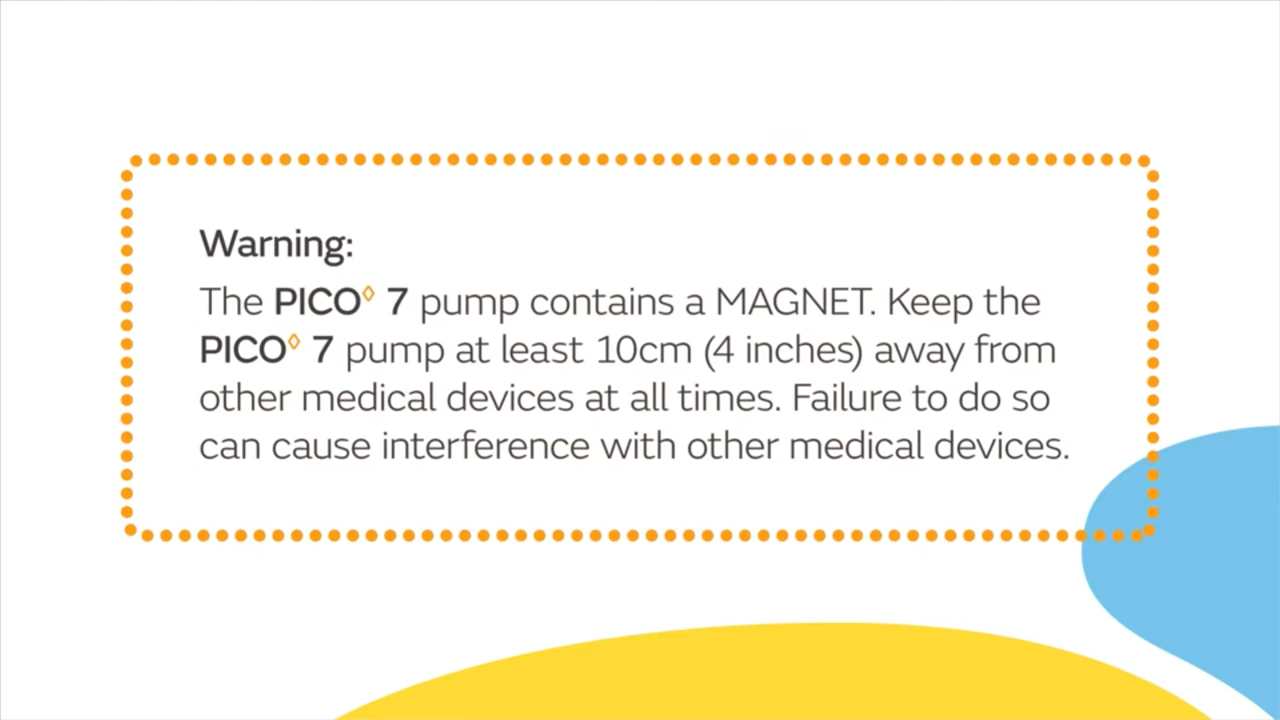 Warning:
The PICO◊ 7 pump contains a MAGNET. Keep the
PICO◊ 7 pump at least 10cm (4 inches) away from
other medical devices at all times. Failure to do so
can cause interference with other medical devices.